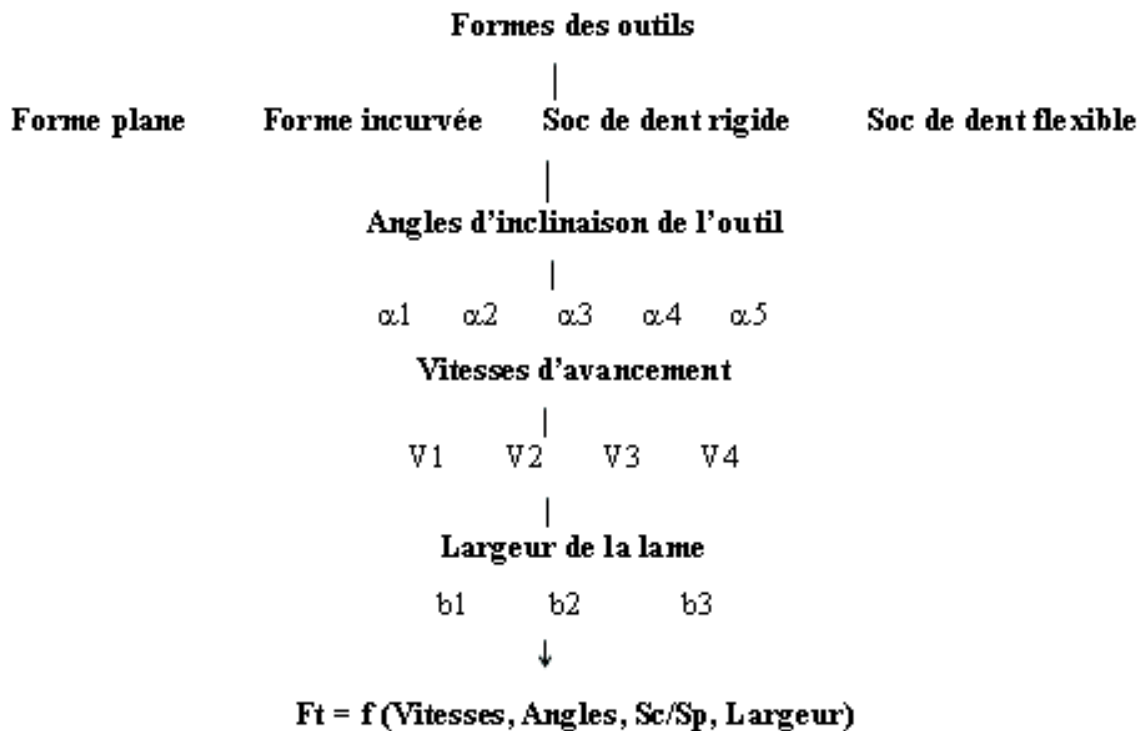 Formes des outils
Forme plane Forme incurvée Soc de dent rigide Soc de dent flexible
Angles d'inclinaison de l'outil
α1 α2 α3 α4 α5
Vitesses d'avancement
V1 V2 V3 V4
Largeur de la lame
b1 b2 b3
↓
Ft = f (Vitesses, Angles, Sc/Sp, Largeur)